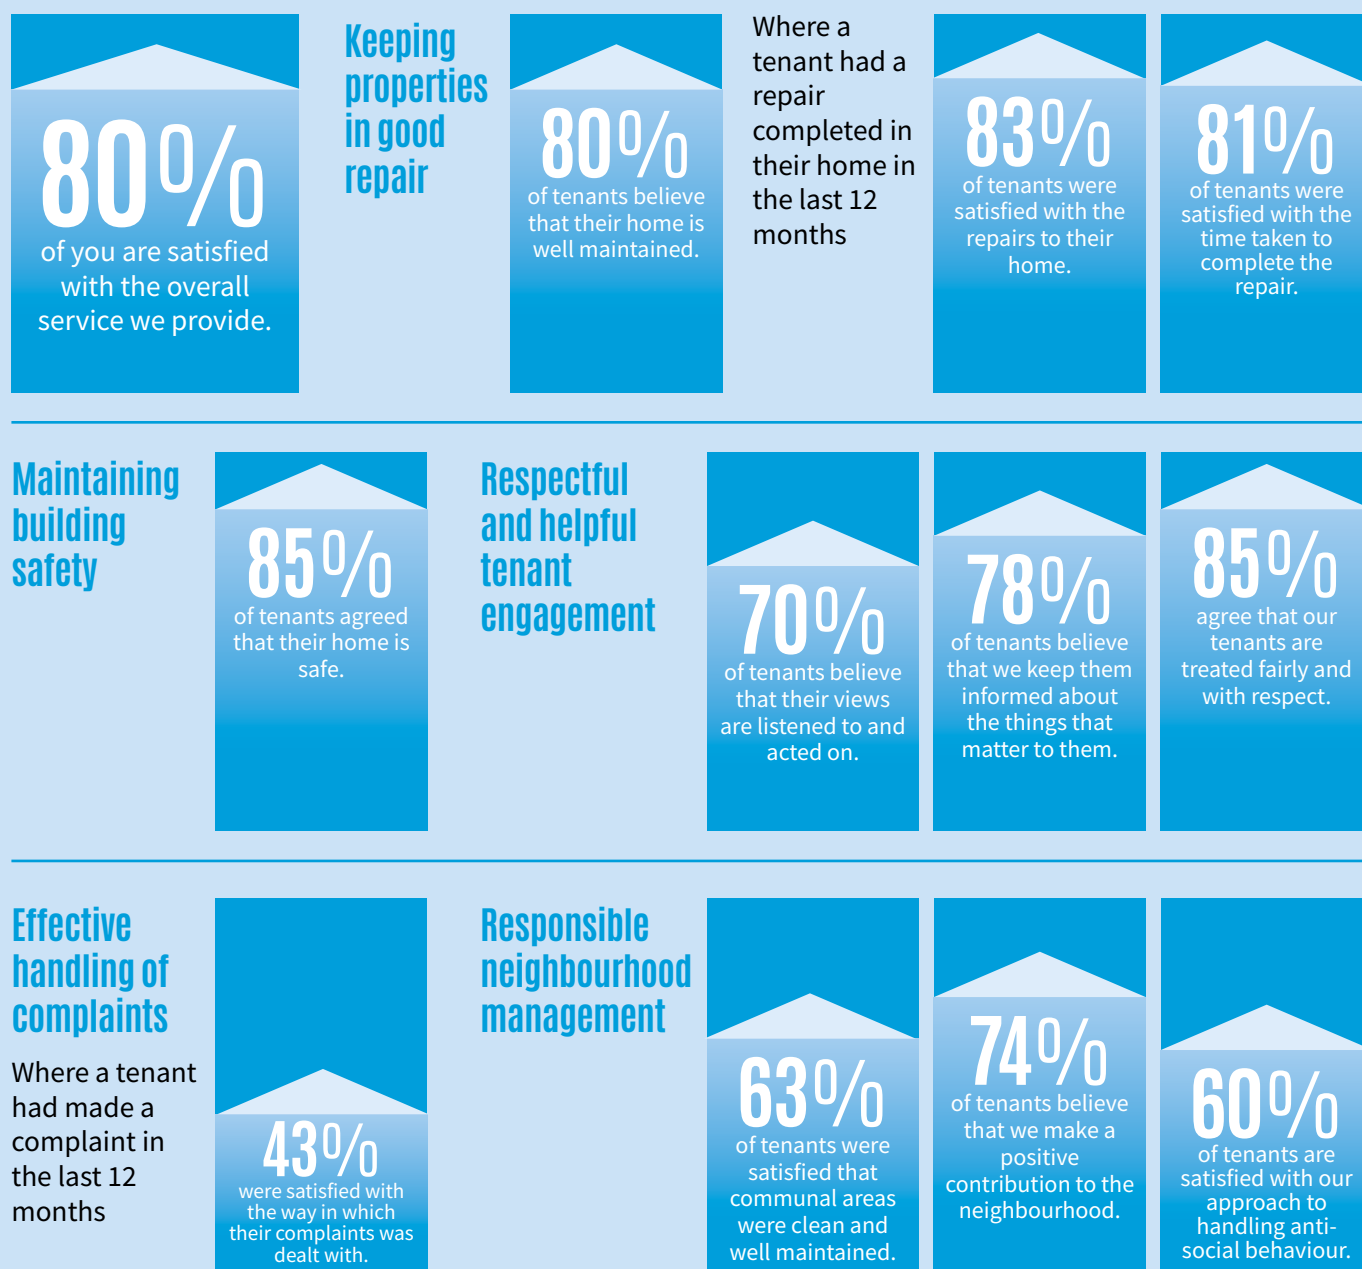 80%
of you are satisfied
with the overall
service we provide.
Keeping
properties
in good
repair
80%
of tenants believe
that their home is
well maintained.
Where a
tenant had a
repair
completed in
their home in
the last 12
months
83%
of tenants were
satisfied with the
repairs to their
home.
81%
of tenants were
satisfied with the
time taken to
complete the
repair.
Maintaining
building
safety
85%
of tenants agreed
that their home is
safe.
Respectful
and helpful
tenant
engagement
70%
of tenants believe
that their views
are listened to and
acted on.
78%
of tenants believe
that we keep them
informed about
the things that
matter to them.
85%
agree that our
tenants are
treated fairly and
with respect.
Effective
handling of
complaints
Where a tenant
had made a
complaint in
the last 12
months
43%
were satisfied with
the way in which
their complaints was
dealt with.
Responsible
neighbourhood
management
63%
of tenants were
satisfied that
communal areas
were clean and
well maintained.
74%
of tenants believe
that we make a
positive
contribution to the
neighbourhood.
60%
of tenants are
satisfied with our
approach to
handling anti-
social behaviour.